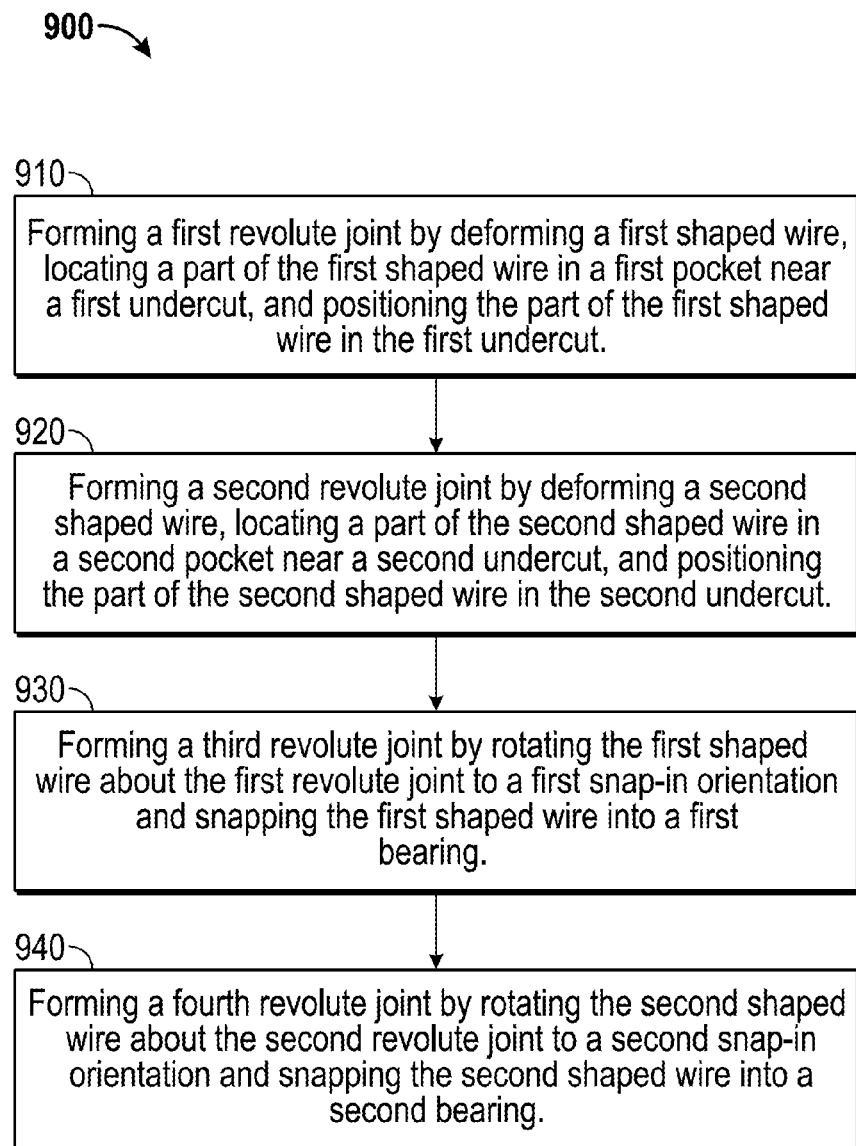 900
910
Forming a first revolute joint by deforming a first shaped wire,
locating a part of the first shaped wire in a first pocket near
a first undercut, and positioning the part of the first shaped
wire in the first undercut.
920
Forming a second revolute joint by deforming a second
shaped wire, locating a part of the second shaped wire in
a second pocket near a second undercut, and positioning
the part of the second shaped wire in the second undercut.
930
Forming a third revolute joint by rotating the first shaped
wire about the first revolute joint to a first snap-in orientation
and snapping the first shaped wire into a first
bearing.
940
Forming a fourth revolute joint by rotating the second shaped
wire about the second revolute joint to a second snap-in
orientation and snapping the second shaped wire into a
second bearing.